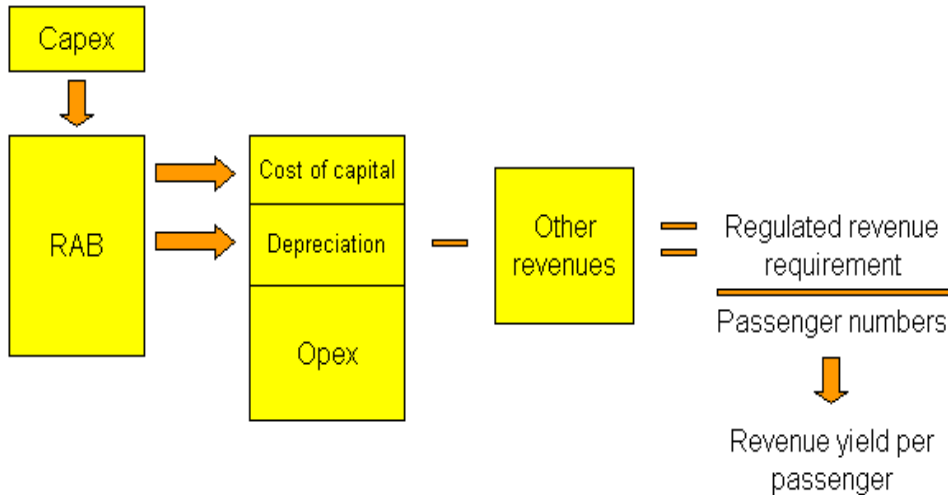 Capex
RAB
Cost of capital
Depreciation
Opex
Other
revenues
Regulated revenue
requirement
Passenger numbers
Revenue yield per
passenger